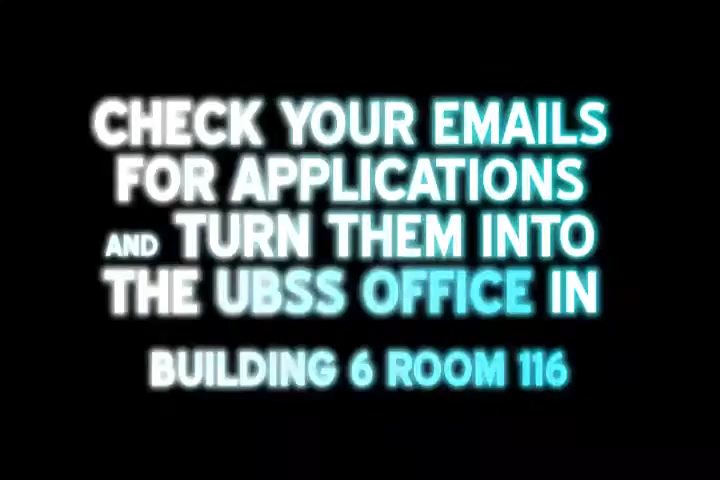 CHECK YOUR EMAILS
FOR APPLICATIONS
AND TURN THEM INTO
THE UBSS OFFICE IN
BUILDING 6 ROOM 116